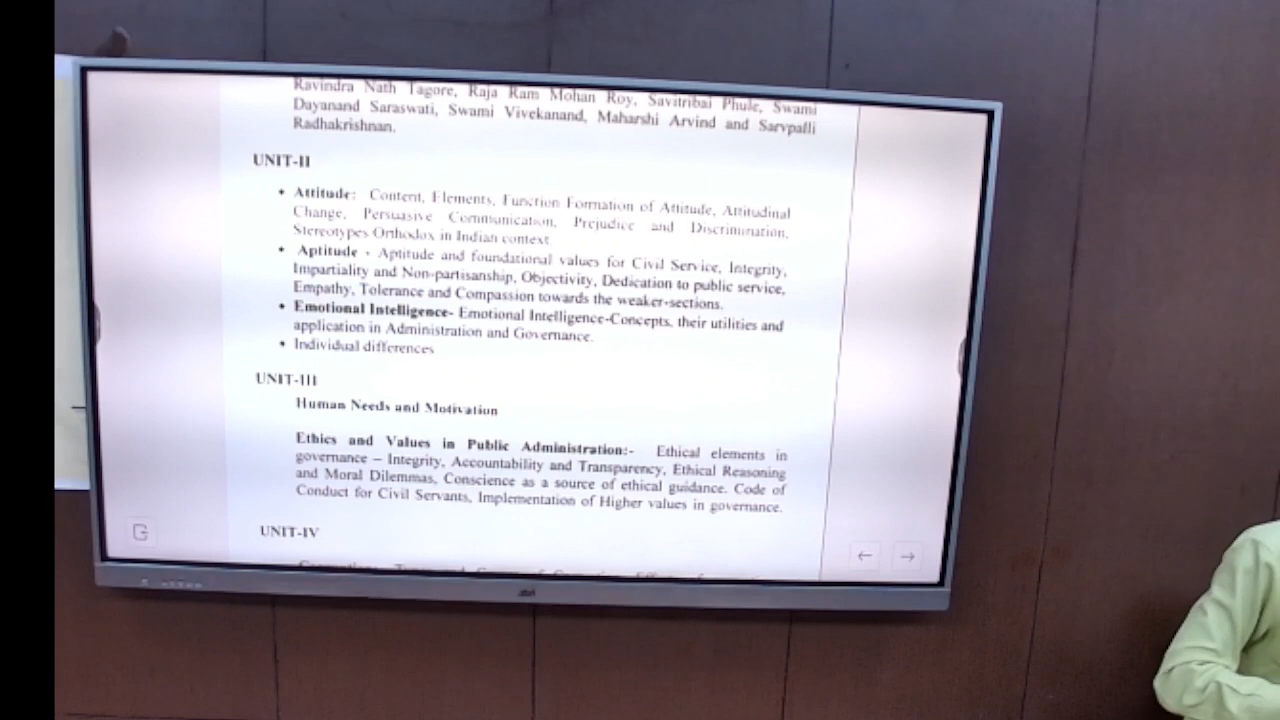 Ravindra Nath Tagore, Raja Ram Mohan Roy, Savitribai Phule, Swami
Dayanand Saraswati, Swami Vivekanand, Maharshi Arvind and Sarvpalli
Radhakrishnan.
UNIT-II
• Attitude: Content, Elements, Function Formation of Attitude, Attitudinal
Change, Persuasive Communication, Prejudice and Discrimination,
Stereotypes Orthodox in Indian context.
• Aptitude - Aptitude and foundational values for Civil Service, Integrity,
Impartiality and Non-partisanship, Objectivity, Dedication to public service,
Empathy, Tolerance and Compassion towards the weaker-sections.
• Emotional Intelligence- Emotional Intelligence-Concepts, their utilities and
application in Administration and Governance.
• Individual differences
UNIT-III
Human Needs and Motivation
Ethics and Values in Public Administration:- Ethical elements in
governance – Integrity, Accountability and Transparency, Ethical Reasoning
and Moral Dilemmas, Conscience as a source of ethical guidance. Code of
Conduct for Civil Servants, Implementation of Higher values in governance.
UNIT-IV